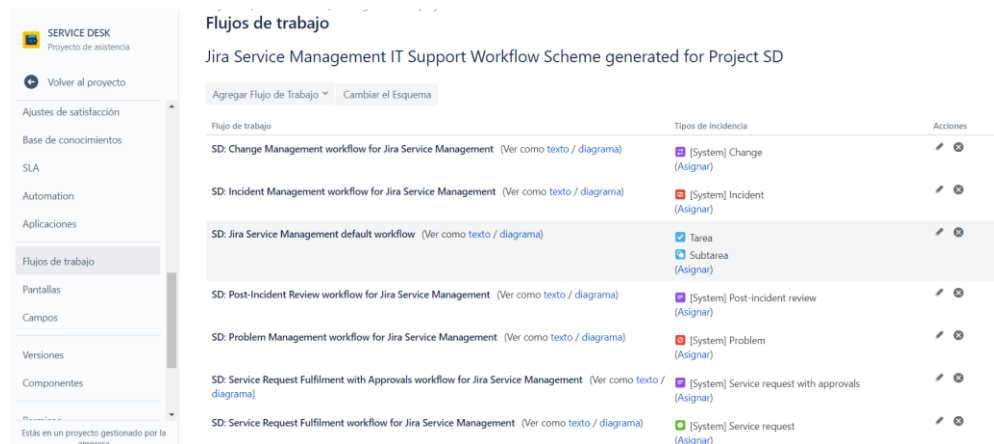 SERVICE DESK
Proyecto de asistencia
Volver al proyecto
Ajustes de satisfacción
Base de conocimientos
SLA
Automation
Aplicaciones
Flujos de trabajo
Pantallas
Campos
Versiones
Componentes
Permisos
Estás en un proyecto gestionado por la
empresa
Flujos de trabajo
Jira Service Management IT Support Workflow Scheme generated for Project SD
Agregar Flujo de Trabajo Cambiar el Esquema
Flujo de trabajo Tipos de incidencia Acciones
SD: Change Management workflow for Jira Service Management (Ver como texto / diagrama) [System] Change
(Asignar)
SD: Incident Management workflow for Jira Service Management (Ver como texto / diagrama) [System] Incident
(Asignar)
SD: Jira Service Management default workflow (Ver como texto / diagrama) Tarea
Subtarea
(Asignar)
SD: Post-Incident Review workflow for Jira Service Management (Ver como texto / diagrama) [System] Post-incident review
(Asignar)
SD: Problem Management workflow for Jira Service Management (Ver como texto / diagrama) [System] Problem
(Asignar)
SD: Service Request Fulfilment with Approvals workflow for Jira Service Management (Ver como texto / [System] Service request with approvals
diagrama) (Asignar)
SD: Service Request Fulfilment workflow for Jira Service Management (Ver como texto / diagrama) [System] Service request
(Asignar)